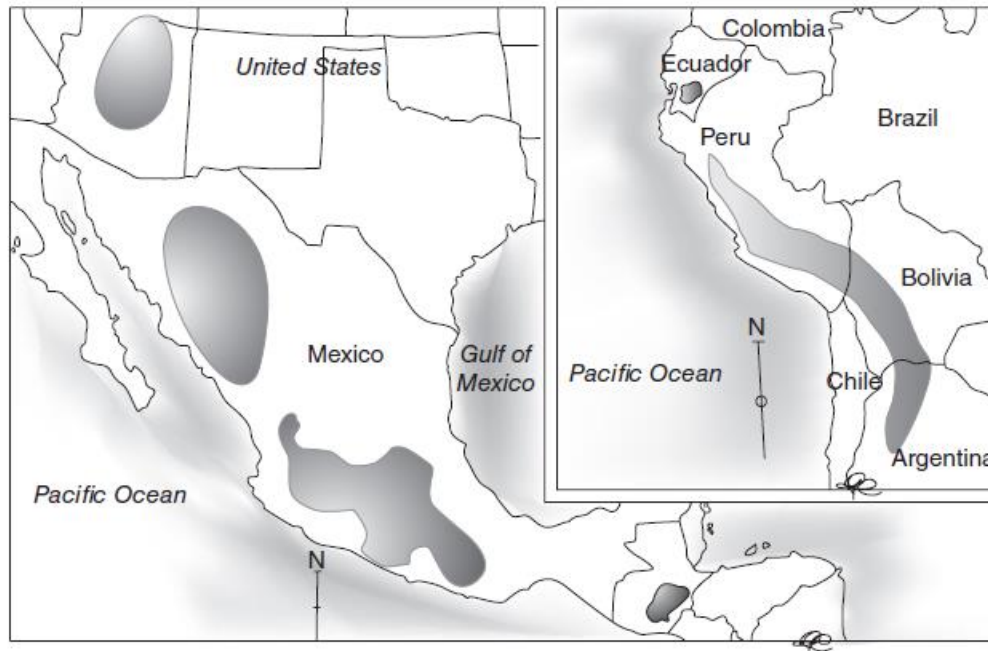 United States
Mexico
Gulf of
Mexico
Pacific Ocean
N
Colombia
Ecuador
Peru
Brazil
Bolivia
N
Pacific Ocean
Chile
Argentina